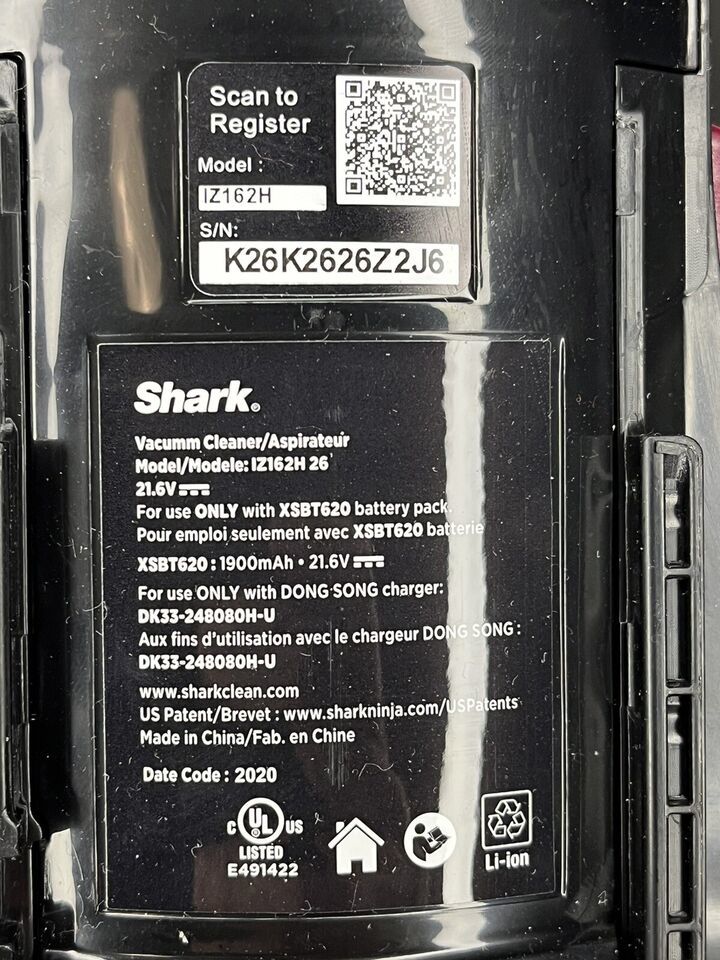 Scan to
Register
Model :
IZ162H
S/N:
K26K2626Z2J6
Shark®
Vacumm Cleaner/Aspirateur
Model/Modele: IZ162H 26
21.6V
For use ONLY with XSBT620 battery pack.
Pour emploi seulement avec XSBT620 batterie
XSBT620 : 1900mAh • 21.6V
For use ONLY with DONG SONG charger:
DK33-248080H-U
Aux fins d'utilisation avec le chargeur DONG SONG :
DK33-248080H-U
www.sharkclean.com
US Patent/Brevet : www.sharkninja.com/USPatents
Made in China/Fab. en Chine
Date Code : 2020
C UL US
LISTED
E491422
Li-ion